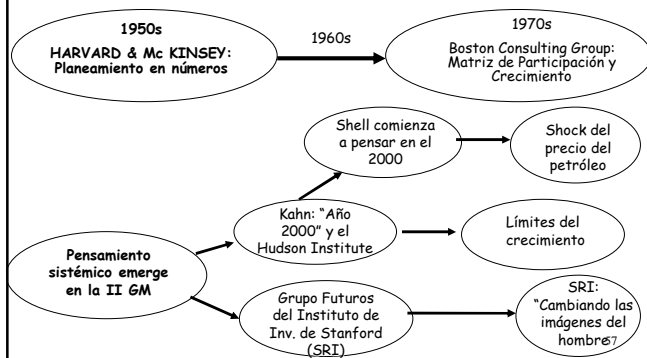 1950s
HARVARD & Mc KINSEY:
Planeamiento en números
1960s
1970s
Boston Consulting Group:
Matriz de Participación y
Crecimiento
Shell comienza
a pensar en el
2000
Shock del
precio del
petróleo
Kahn: “Año
2000” y el
Hudson Institute
Límites del
crecimiento
Pensamiento
sistémico emerge
en la II GM
Grupo Futuros
del Instituto de
Inv. de Stanford
(SRI)
SRI:
“Cambiando las
imágenes del
hombre
67